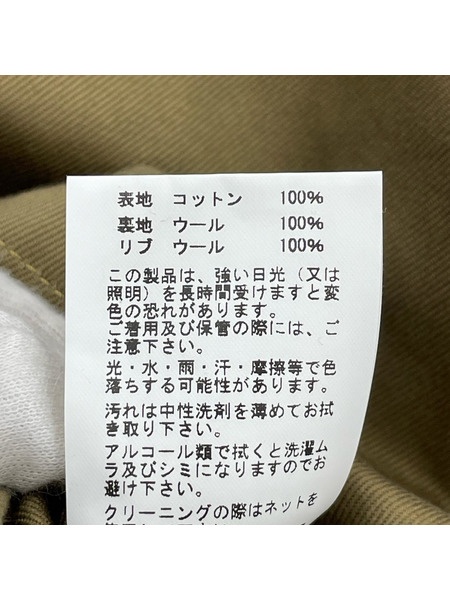 表地 コットン 100%
裏地 ウール 100%
リブ ウール 100%
この製品は、強い日光(又は
照明)を長時間受けますと変
色の恐れがあります。
ご着用及び保管の際には、ご
注意下さい。
光・水・雨・汗・摩擦等で色
落ちする可能性があります。
汚れは中性洗剤を薄めてお拭
き取り下さい。
アルコール類で拭くと洗濯ム
ラ及びシミになりますのでお
避け下さい。
クリーニングの際はネットを